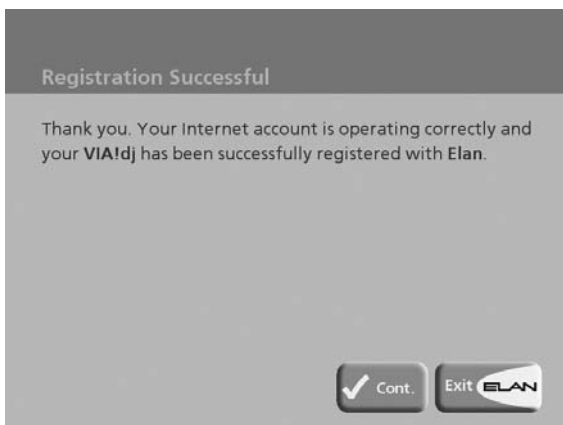 Registration Successful
Thank you. Your Internet account is operating correctly and
your VIA!dj has been successfully registered with Elan.
Cont.
Exit ELAN